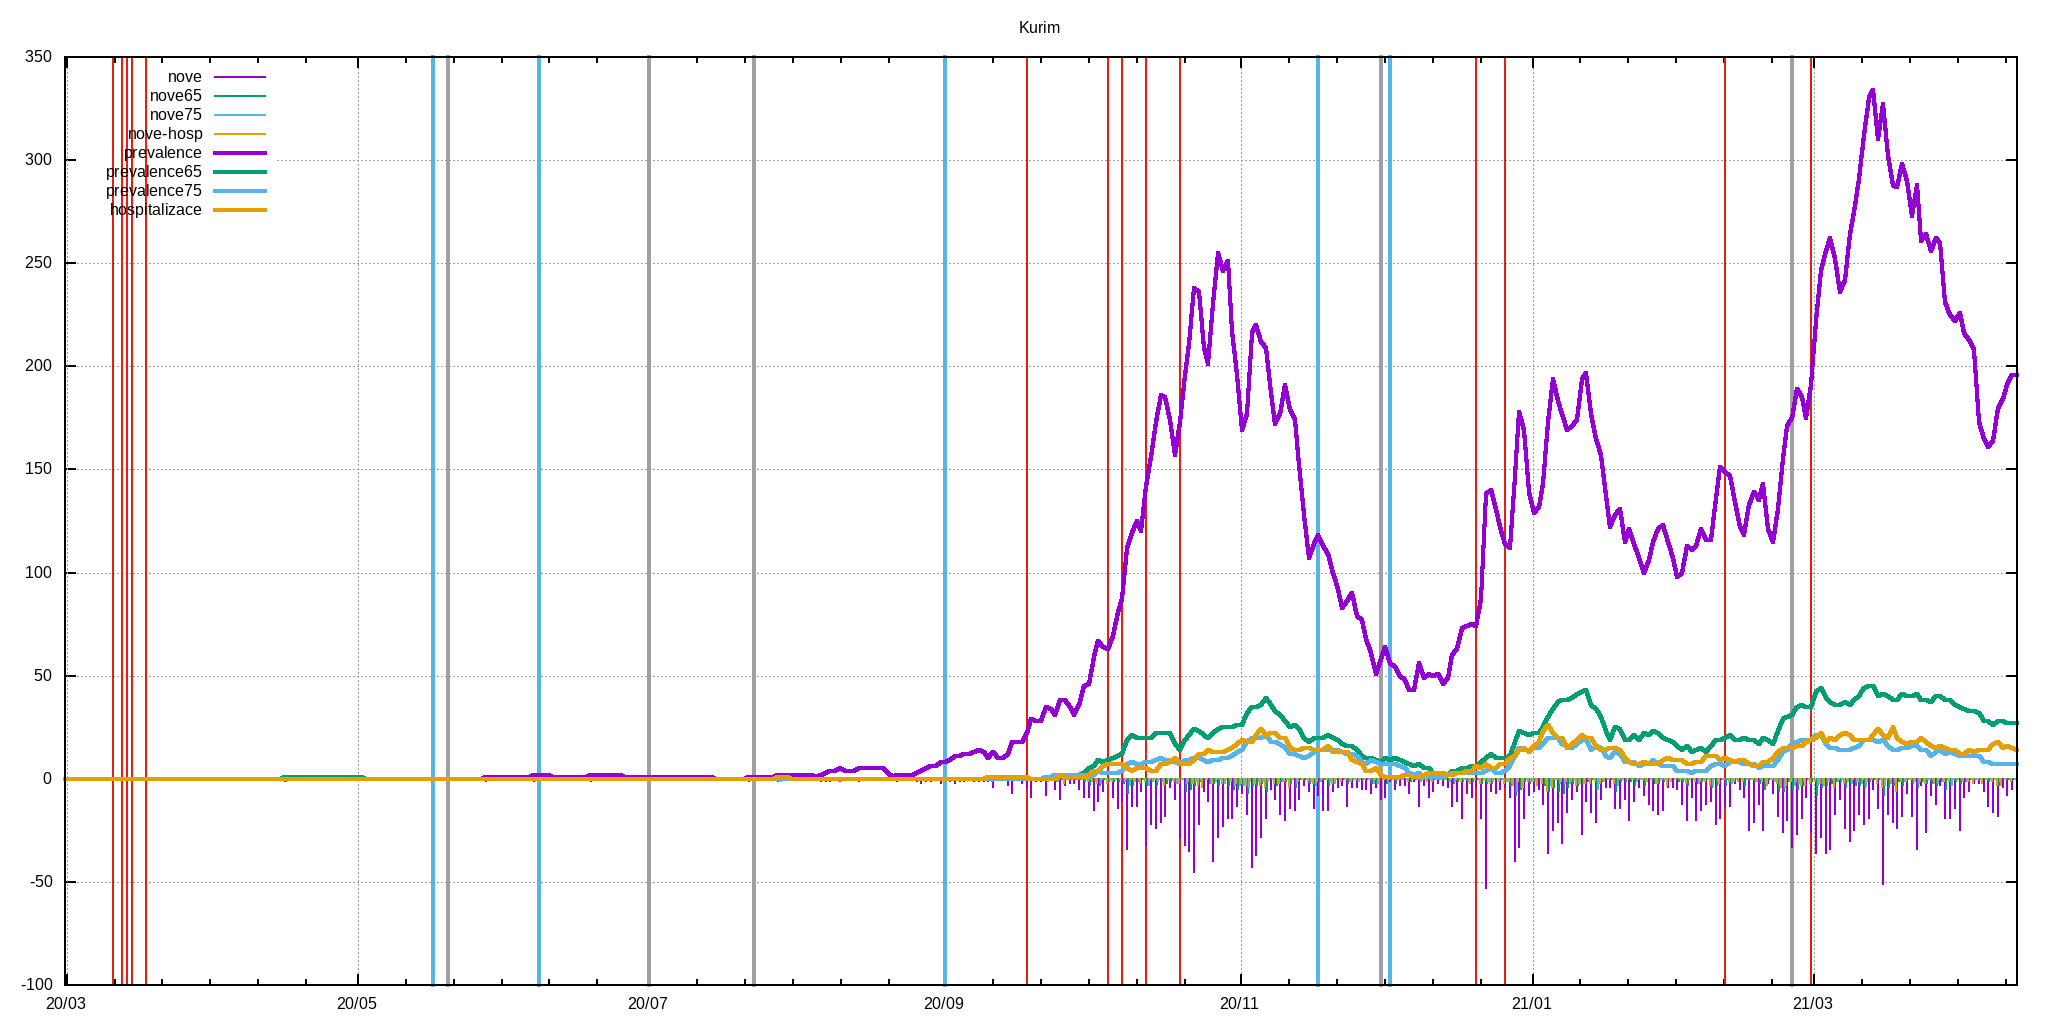 Kurim
350
300
250
200
150
100
50
0
-50
-100
nove
nove65
nove75
nove-hosp
prevalence
prevalence65
prevalence75
hospitalizace
20/03 20/05 20/07 20/09 20/11 21/01 21/03